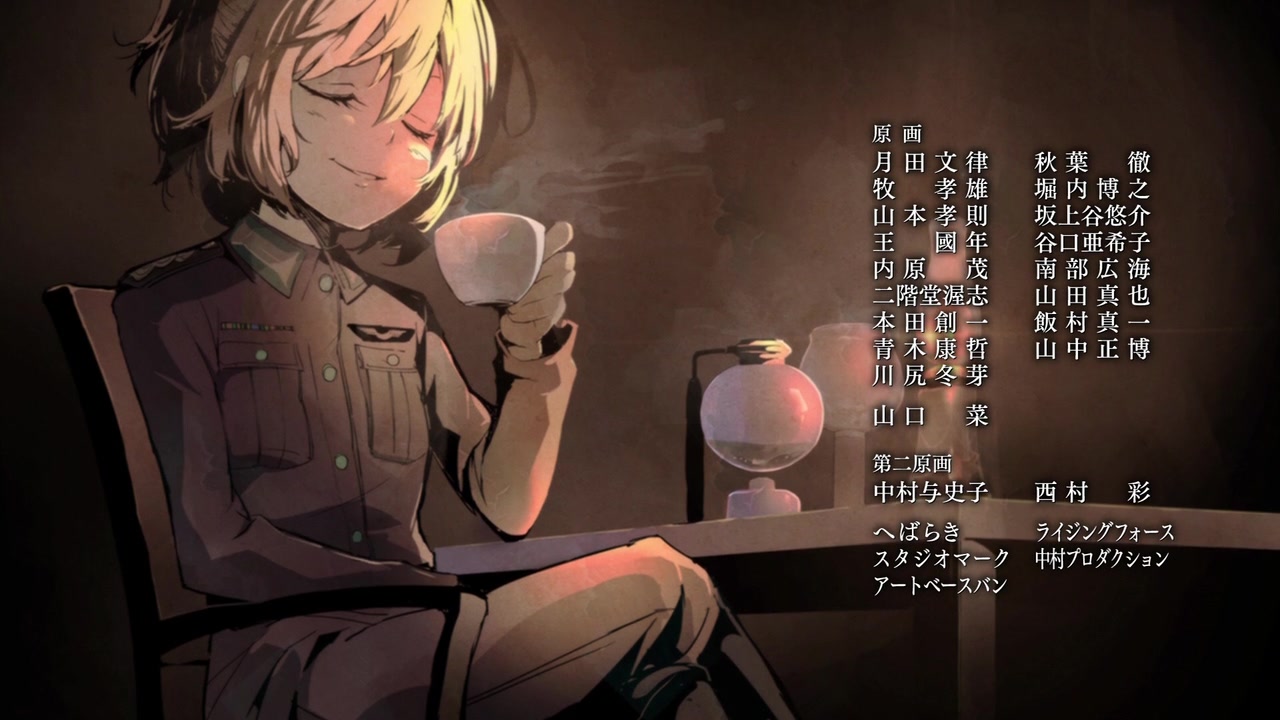 原画
月田文律 秋葉徹
牧孝雄 堀内博之
山本孝則 坂上谷悠介
王國年 谷口亜希子
内原茂 南部広海
二階堂渥志 山田真也
本田創一 飯村真一
青木康哲 山中正博
川尻冬芽
山口菜
第二原画
中村与史子 西村彩
へばらき ライジングフォース
スタジオマーク 中村プロダクション
アートベースバン